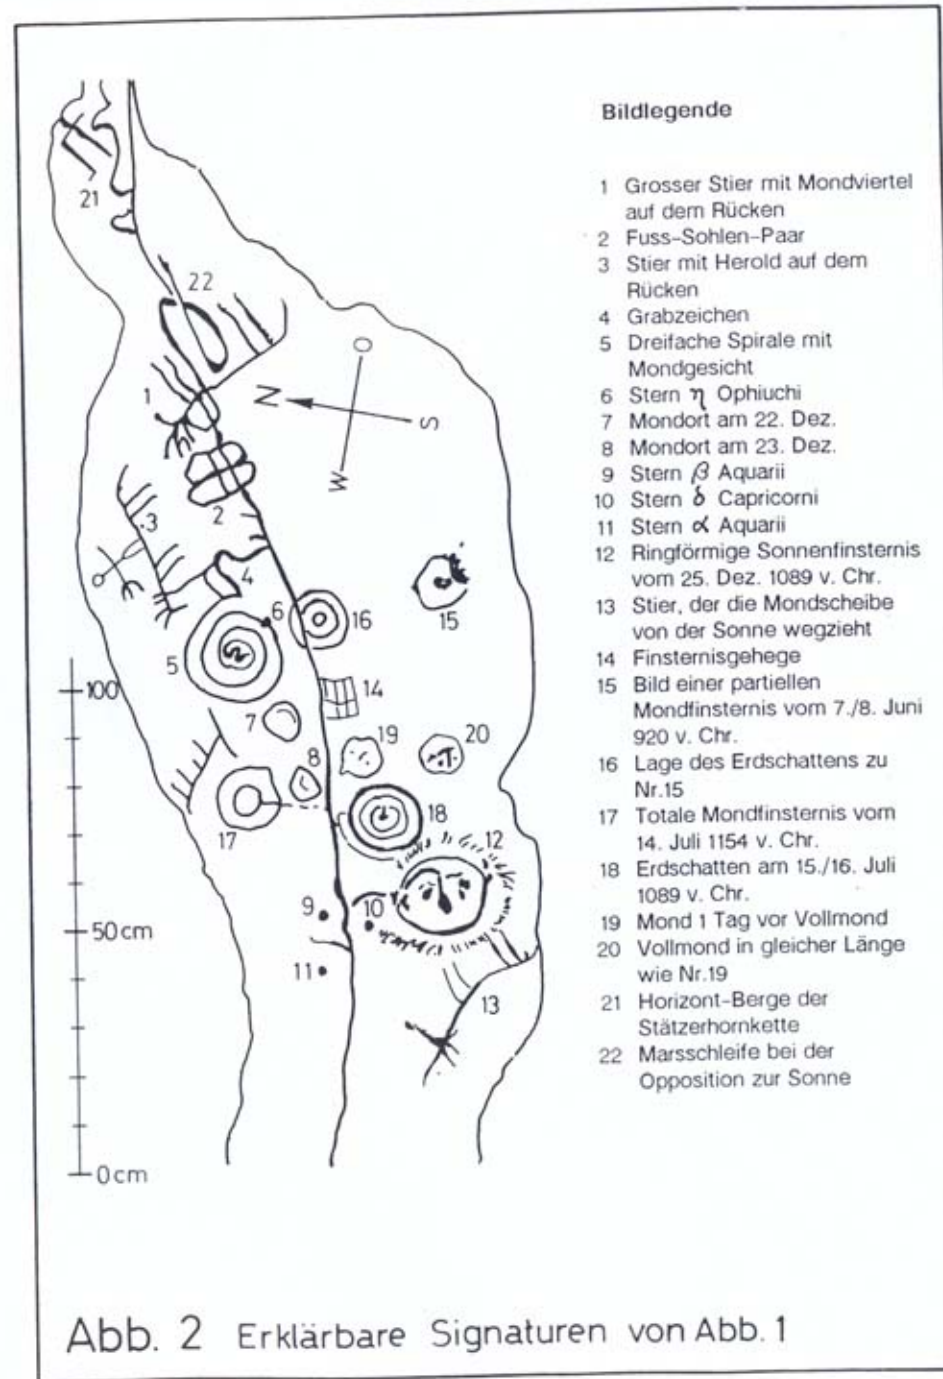 21
22
1
N
O
S
W
2
3
4
6
16
15
5
100
14
7
19
20
8
17
18
12
9
10
50 cm
11
13
0 cm
Bildlegende
1 Grosser Stier mit Mondviertel
auf dem Rücken
2 Fuss-Sohlen-Paar
3 Stier mit Herold auf dem
Rücken
4 Grabzeichen
5 Dreifache Spirale mit
Mondgesicht
6 Stern η Ophiuchi
7 Mondort am 22. Dez.
8 Mondort am 23. Dez.
9 Stern β Aquarii
10 Stern δ Capricorni
11 Stern α Aquarii
12 Ringförmige Sonnenfinsternis
vom 25. Dez. 1089 v. Chr.
13 Stier, der die Mondscheibe
von der Sonne wegzieht
14 Finsternisgehege
15 Bild einer partiellen
Mondfinsternis vom 7./8. Juni
920 v. Chr.
16 Lage des Erdschattens zu
Nr.15
17 Totale Mondfinsternis vom
14. Juli 1154 v. Chr.
18 Erdschatten am 15./16. Juli
1089 v. Chr.
19 Mond 1 Tag vor Vollmond
20 Vollmond in gleicher Länge
wie Nr.19
21 Horizont-Berge der
Stätzerhornkette
22 Marsschleife bei der
Opposition zur Sonne
Abb. 2 Erklärbare Signaturen von Abb. 1